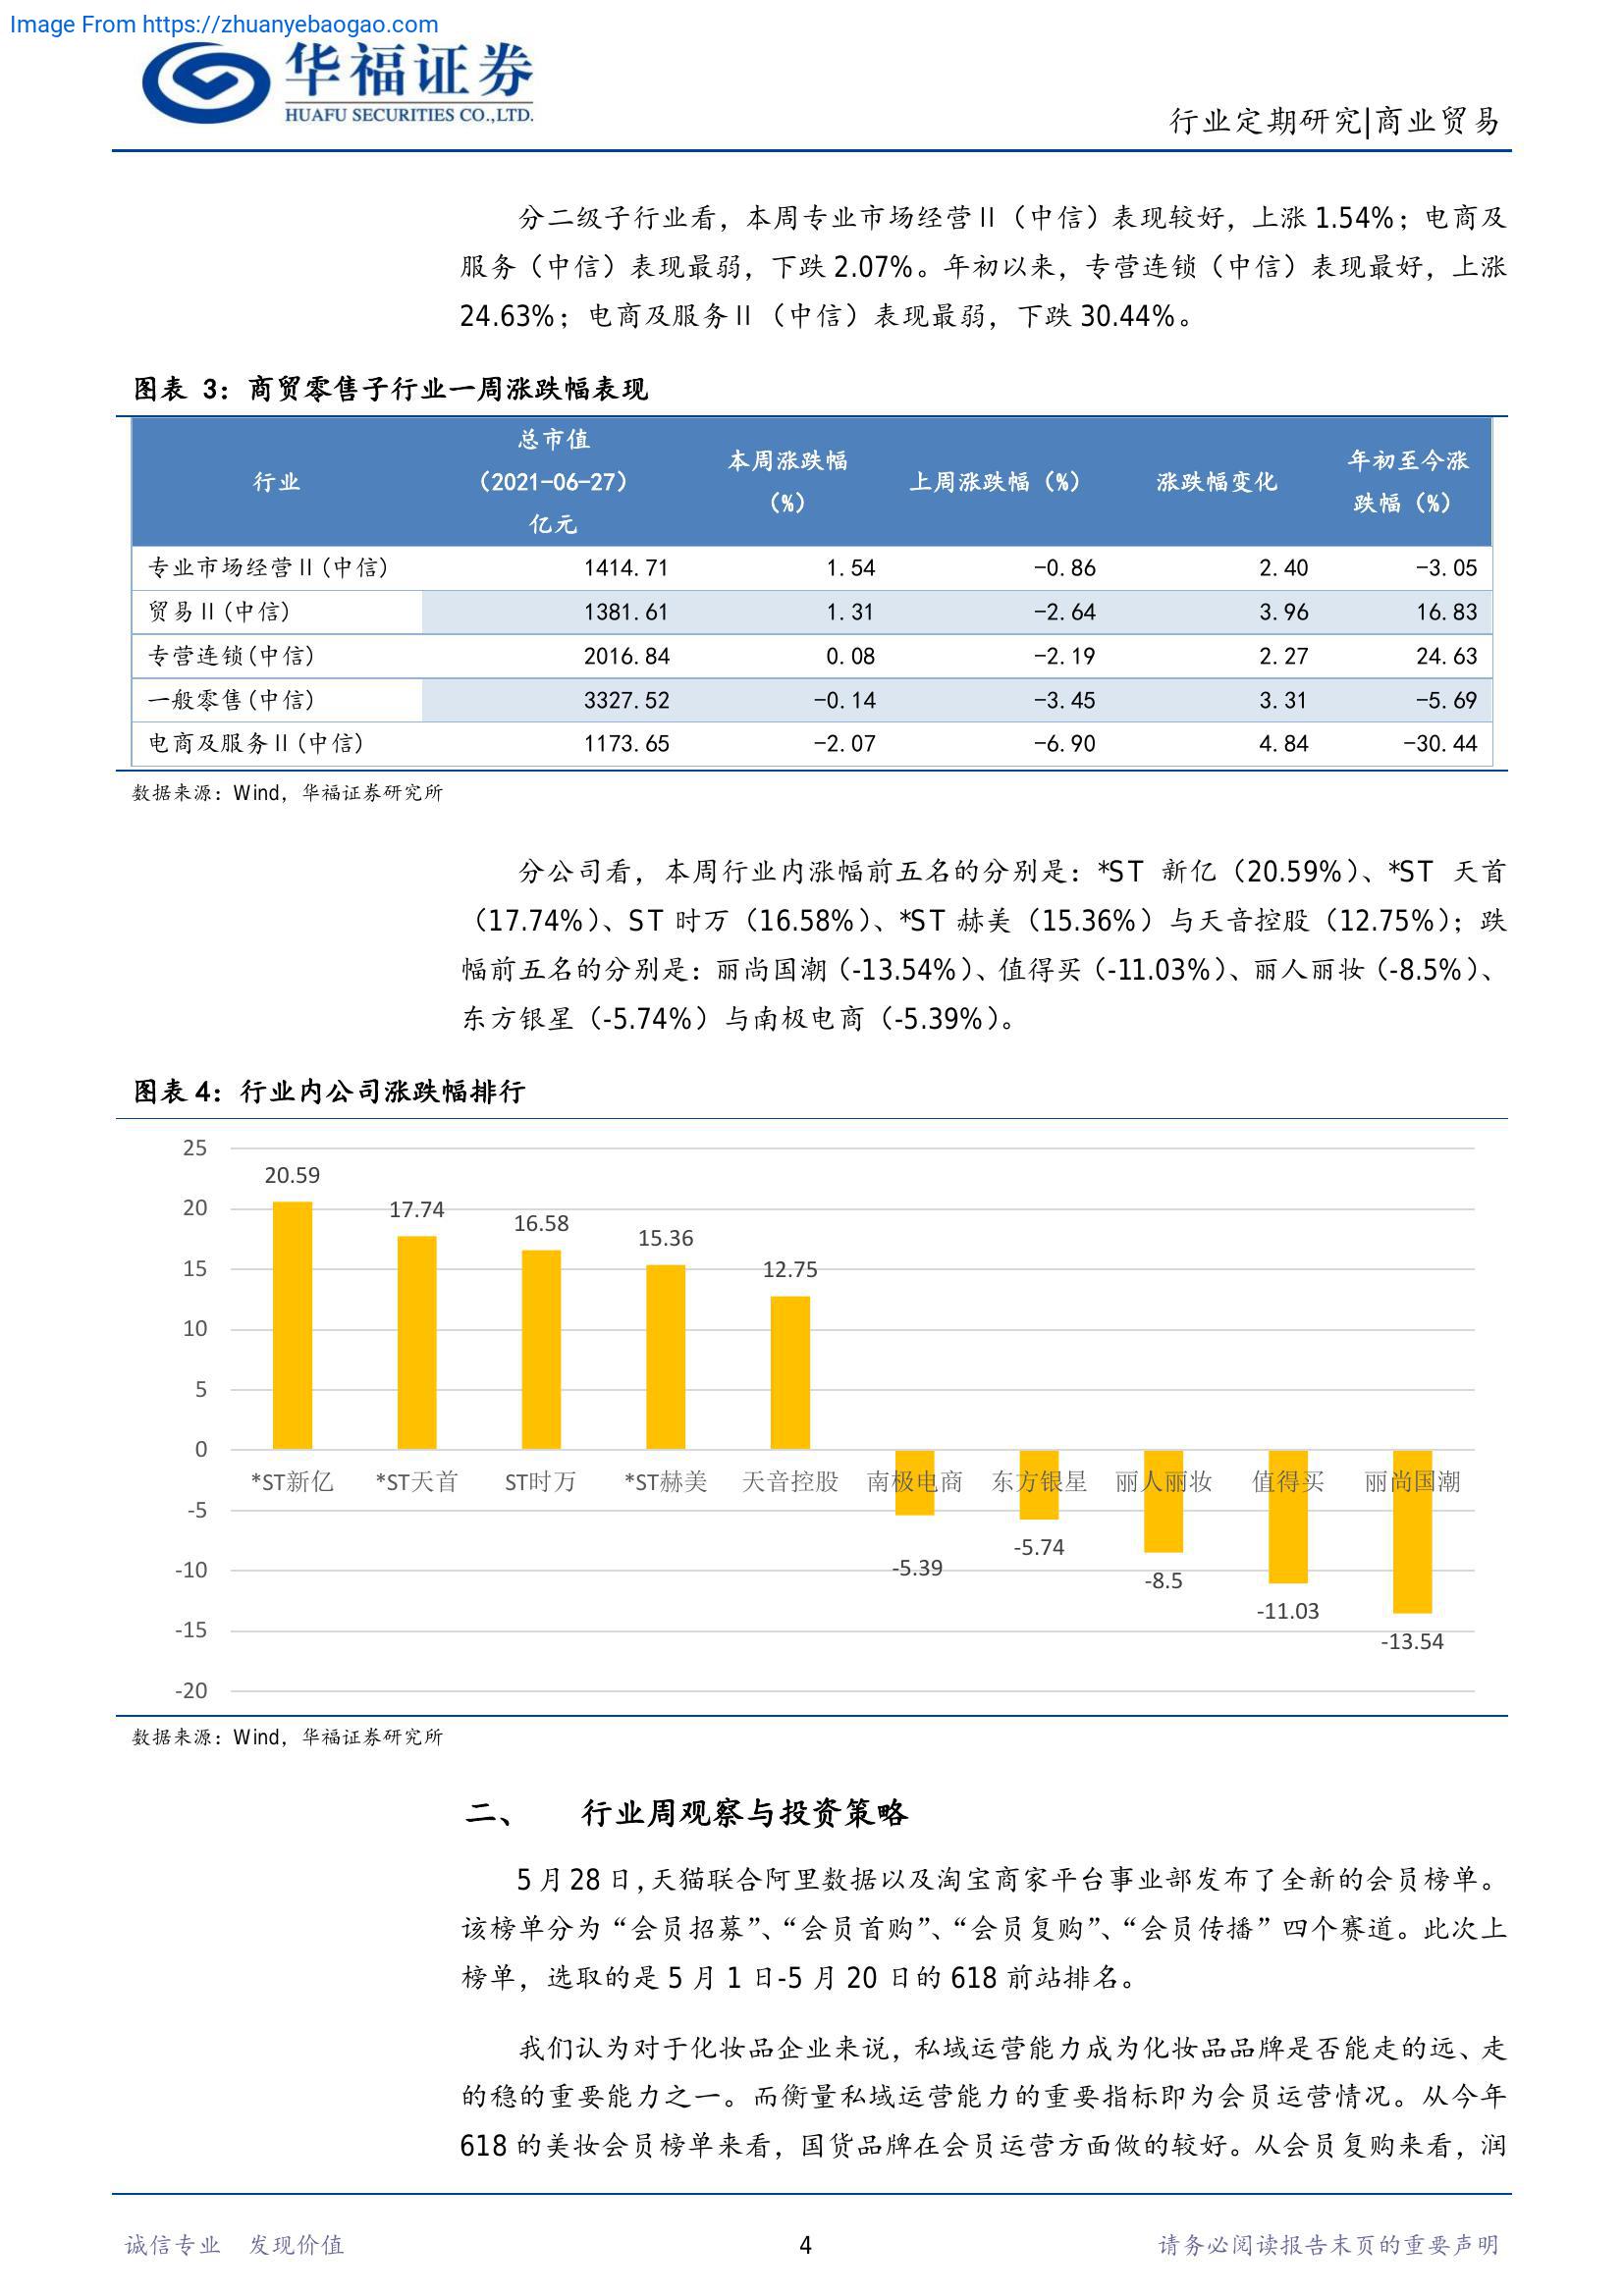 Image From https://zhuanyebaogao.com
华福证券
HUAFU SECURITIES CO.,LTD.
行业定期研究|商业贸易
分二级子行业看，本周专业市场经营Ⅱ（中信）表现较好，上涨 1.54%；电商及
服务（中信）表现最弱，下跌 2.07%。年初以来，专营连锁（中信）表现最好，上涨
24.63%；电商及服务Ⅱ（中信）表现最弱，下跌 30.44%。
图表 3：商贸零售子行业一周涨跌幅表现
行业 总市值（2021-06-27）亿元 本周涨跌幅（%） 上周涨跌幅（%） 涨跌幅变化 年初至今涨跌幅（%）
专业市场经营Ⅱ(中信) 1414.71 1.54 -0.86 2.40 -3.05
贸易Ⅱ(中信) 1381.61 1.31 -2.64 3.96 16.83
专营连锁(中信) 2016.84 0.08 -2.19 2.27 24.63
一般零售(中信) 3327.52 -0.14 -3.45 3.31 -5.69
电商及服务Ⅱ(中信) 1173.65 -2.07 -6.90 4.84 -30.44
数据来源：Wind，华福证券研究所
分公司看，本周行业内涨幅前五名的分别是：*ST 新亿（20.59%）、*ST 天首
（17.74%）、ST 时万（16.58%）、*ST 赫美（15.36%）与天音控股（12.75%）；跌
幅前五名的分别是：丽尚国潮（-13.54%）、值得买（-11.03%）、丽人丽妆（-8.5%）、
东方银星（-5.74%）与南极电商（-5.39%）。
图表 4：行业内公司涨跌幅排行
25
20
15
10
5
0
-5
-10
-15
-20
20.59
17.74
16.58
15.36
12.75
*ST新亿 *ST天首 ST时万 *ST赫美 天音控股 南极电商 东方银星 丽人丽妆 值得买 丽尚国潮
-5.39
-5.74
-8.5
-11.03
-13.54
数据来源：Wind，华福证券研究所
二、 行业周观察与投资策略
5 月 28 日，天猫联合阿里数据以及淘宝商家平台事业部发布了全新的会员榜单。
该榜单分为“会员招募”、“会员首购”、“会员复购”、“会员传播”四个赛道。此次上
榜单，选取的是 5 月 1 日-5 月 20 日的 618 前站排名。
我们认为对于化妆品企业来说，私域运营能力成为化妆品品牌是否能走的远、走
的稳的重要能力之一。而衡量私域运营能力的重要指标即为会员运营情况。从今年
618 的美妆会员榜单来看，国货品牌在会员运营方面做的较好。从会员复购来看，润
诚信专业 发现价值
4
请务必阅读报告末页的重要声明